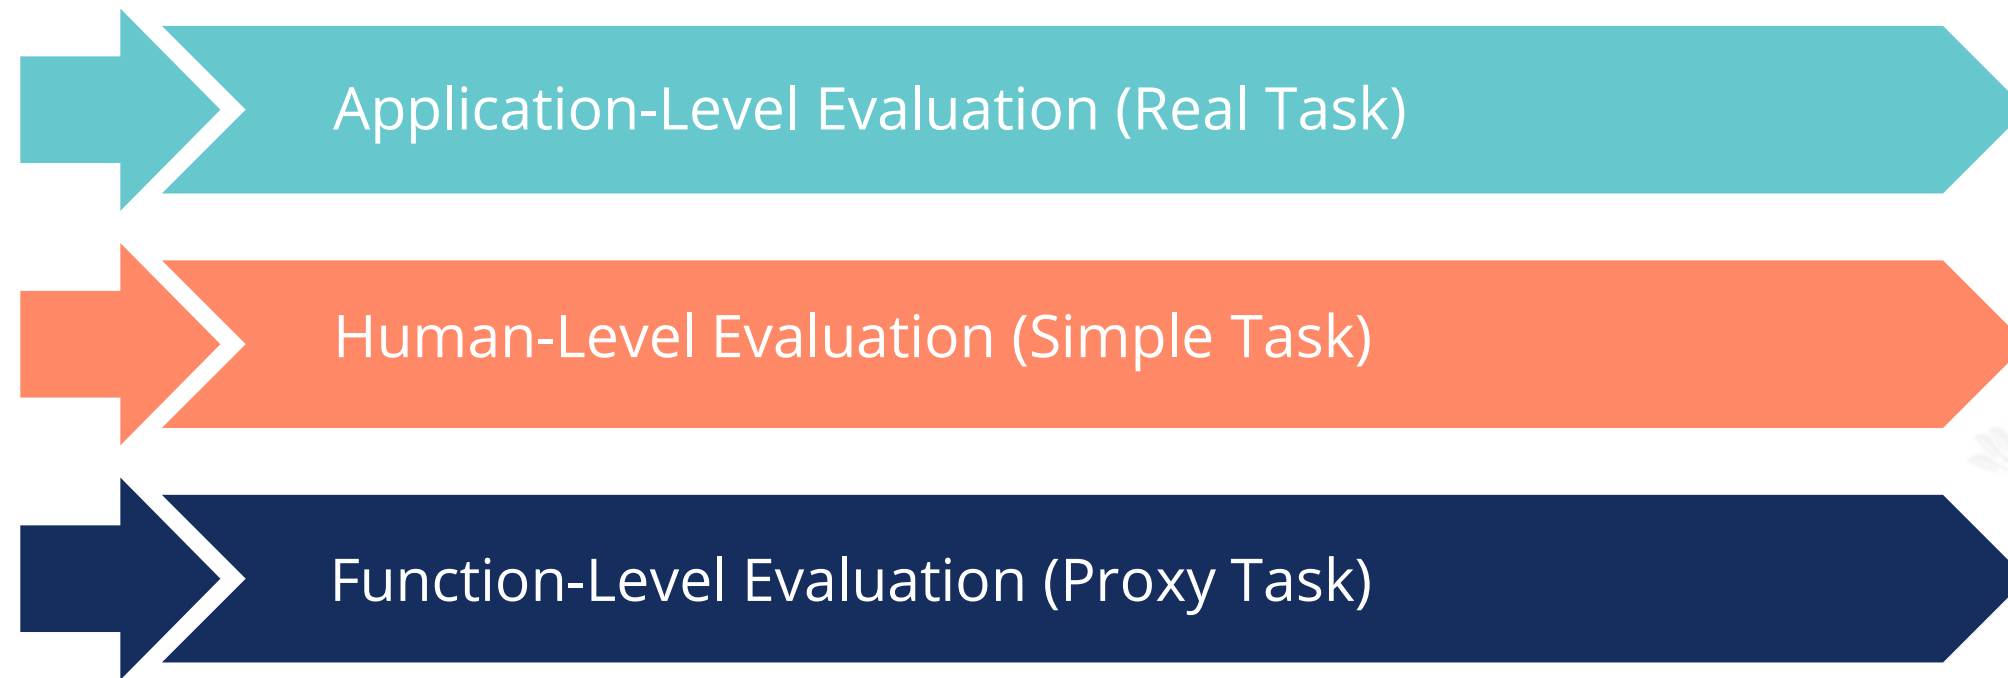 Application-Level Evaluation (Real Task)
Human-Level Evaluation (Simple Task)
Function-Level Evaluation (Proxy Task)